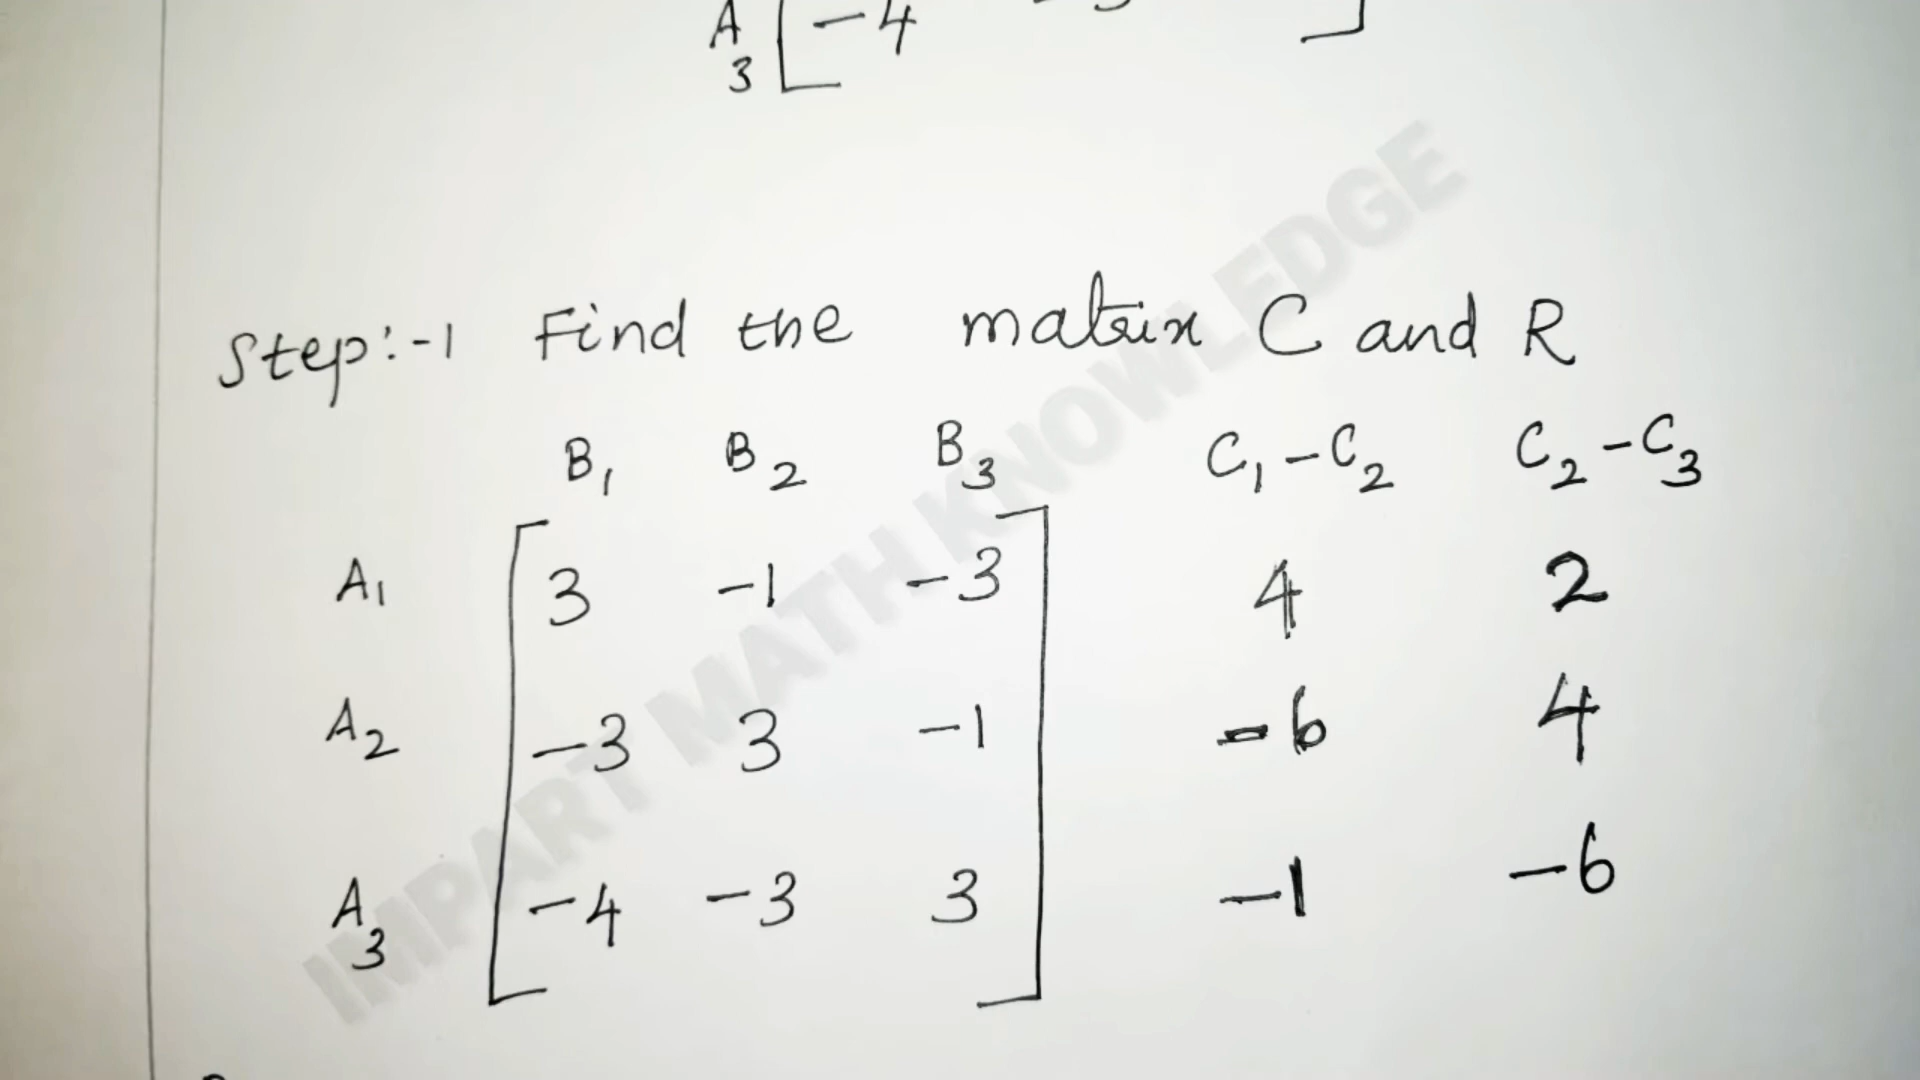 A3 [ -4
Step:-1 Find the matrix C and R
B1 B2 B3 C1-C2 C2-C3
A1 3 -1 -3 4 2
A2 -3 3 -1 -6 4
A3 -4 -3 3 -1 -6
IMPART MATH KNOWLEDGE